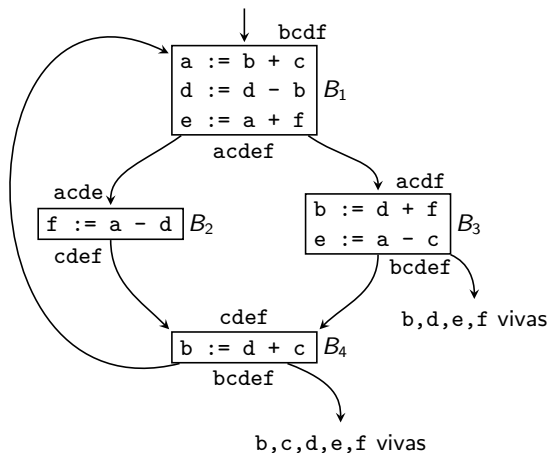 bcdf
a := b + c
d := d - b
e := a + f
B1
acdef
acde
f := a - d
B2
cdef
acdf
b := d + f
e := a - c
B3
bcdef
b,d,e,f vivas
cdef
b := d + c
B4
bcdef
b,c,d,e,f vivas